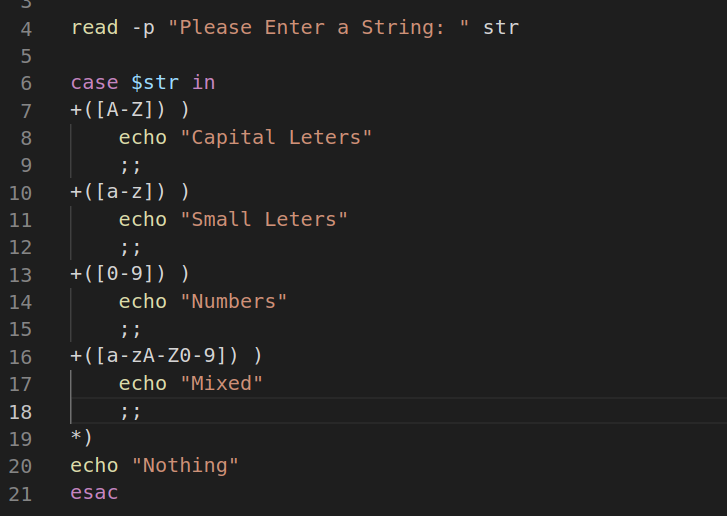 3
4 read -p "Please Enter a String: " str
5
6 case $str in
7 +([A-Z]) )
8 echo "Capital Leters"
9 ;;
10 +([a-z]) )
11 echo "Small Leters"
12 ;;
13 +([0-9]) )
14 echo "Numbers"
15 ;;
16 +([a-zA-Z0-9]) )
17 echo "Mixed"
18 ;;
19 *)
20 echo "Nothing"
21 esac